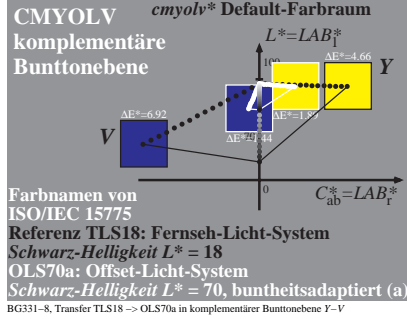 CMYOLV
komplementäre
Bunttonebene
cmyolv* Default-Farbraum
L*=LAB*l
100
ΔE*=4.66
Y
ΔE*=6.92
ΔE*=1.89
V
0
C*ab=LAB*r
Farbnamen von
ISO/IEC 15775
Referenz TLS18: Fernseh-Licht-System
Schwarz-Helligkeit L* = 18
OLS70a: Offset-Licht-System
Schwarz-Helligkeit L* = 70, buntheitsadaptiert (a)
BG331-8, Transfer TLS18 -> OLS70a in komplementärer Bunttonebene Y-V